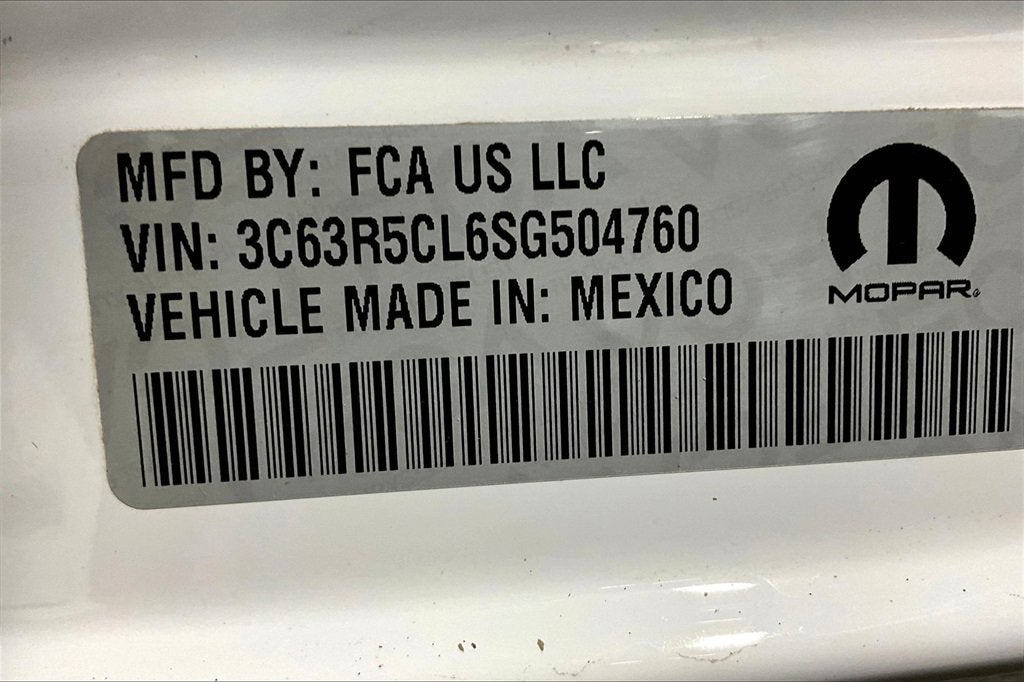 MFD BY: FCA US LLC
VIN: 3C63R5CL6SG504760
VEHICLE MADE IN: MEXICO
MOPAR